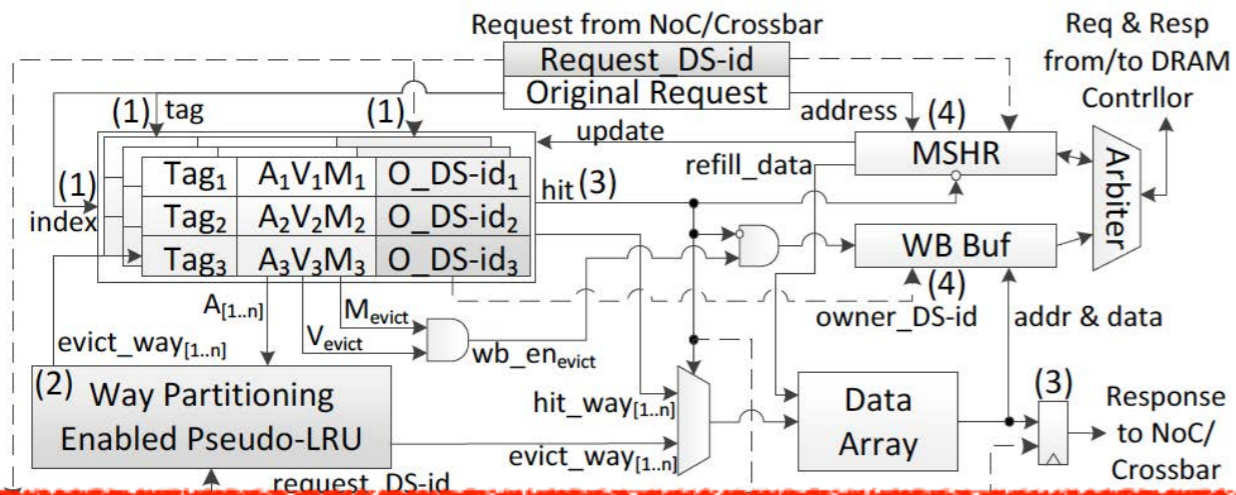 Request from NoC/Crossbar
Request_DS-id
Original Request
Req & Resp
from/to DRAM
Contrllor
(1)
tag
(1)
address
(4)
update
MSHR
refill_data
Arbiter
(1)
index
Tag1 A1V1M1 O_DS-id1
Tag2 A2V2M2 O_DS-id2
Tag3 A3V3M3 O_DS-id3
hit (3)
WB Buf
(4)
owner_DS-id
addr & data
A[1..n]
Mevict
Vevict
wb_enevict
evict_way[1..n]
(2) Way Partitioning
Enabled Pseudo-LRU
hit_way[1..n]
evict_way[1..n]
Data
Array
(3)
Response
to NoC/
Crossbar
request_DS-id